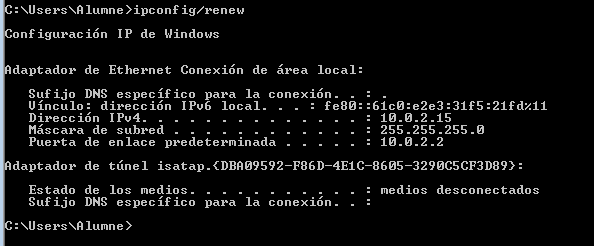 C:\Users\Alumne>ipconfig/renew
Configuración IP de Windows
Adaptador de Ethernet Conexión de área local:
Sufijo DNS específico para la conexión. . : .
Vínculo: dirección IPv6 local. . . : fe80::61c0:e2e3:31f5:21fd%11
Dirección IPv4. . . . . . . . . . . . . . : 10.0.2.15
Máscara de subred . . . . . . . . . . . . : 255.255.255.0
Puerta de enlace predeterminada . . . . . : 10.0.2.2
Adaptador de túnel isatap.{DBA09592-F86D-4E1C-8605-3290C5CF3D89}:
Estado de los medios. . . . . . . . . . . : medios desconectados
Sufijo DNS específico para la conexión. . :
C:\Users\Alumne>